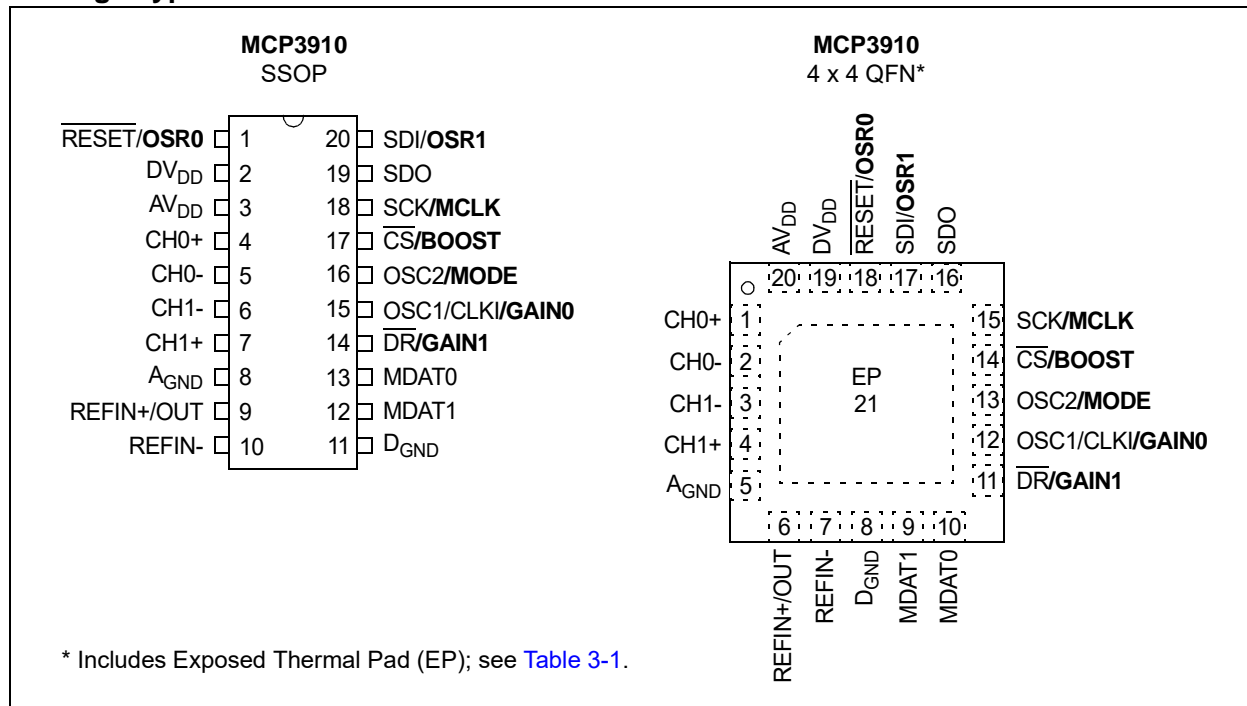 MCP3910
SSOP
RESET/OSR0 1
DVDD 2
AVDD 3
CH0+ 4
CH0- 5
CH1- 6
CH1+ 7
AGND 8
REFIN+/OUT 9
REFIN- 10
20 SDI/OSR1
19 SDO
18 SCK/MCLK
17 CS/BOOST
16 OSC2/MODE
15 OSC1/CLKI/GAIN0
14 DR/GAIN1
13 MDAT0
12 MDAT1
11 DGND
MCP3910
4 x 4 QFN*
AVDD
DVDD
RESET/OSR0
SDI/OSR1
SDO
20 19 18 17 16
CH0+ 1
CH0- 2
CH1- 3
CH1+ 4
AGND 5
EP
21
15 SCK/MCLK
14 CS/BOOST
13 OSC2/MODE
12 OSC1/CLKI/GAIN0
11 DR/GAIN1
6 7 8 9 10
REFIN+/OUT
REFIN-
DGND
MDAT1
MDAT0
* Includes Exposed Thermal Pad (EP); see Table 3-1.